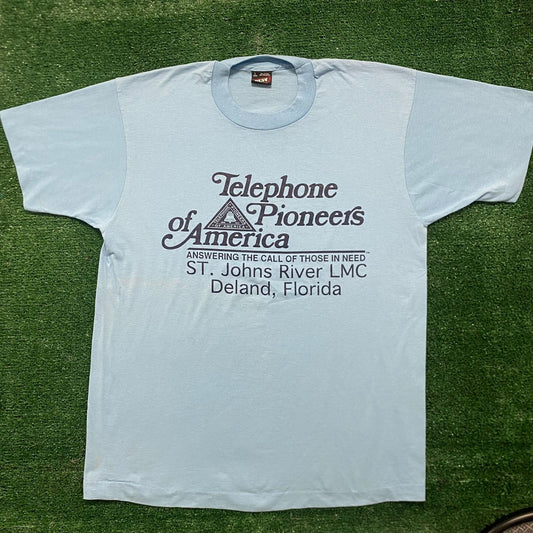 Telephone
Pioneers
of America
ANSWERING THE CALL OF THOSE IN NEED
ST. Johns River LMC
Deland, Florida